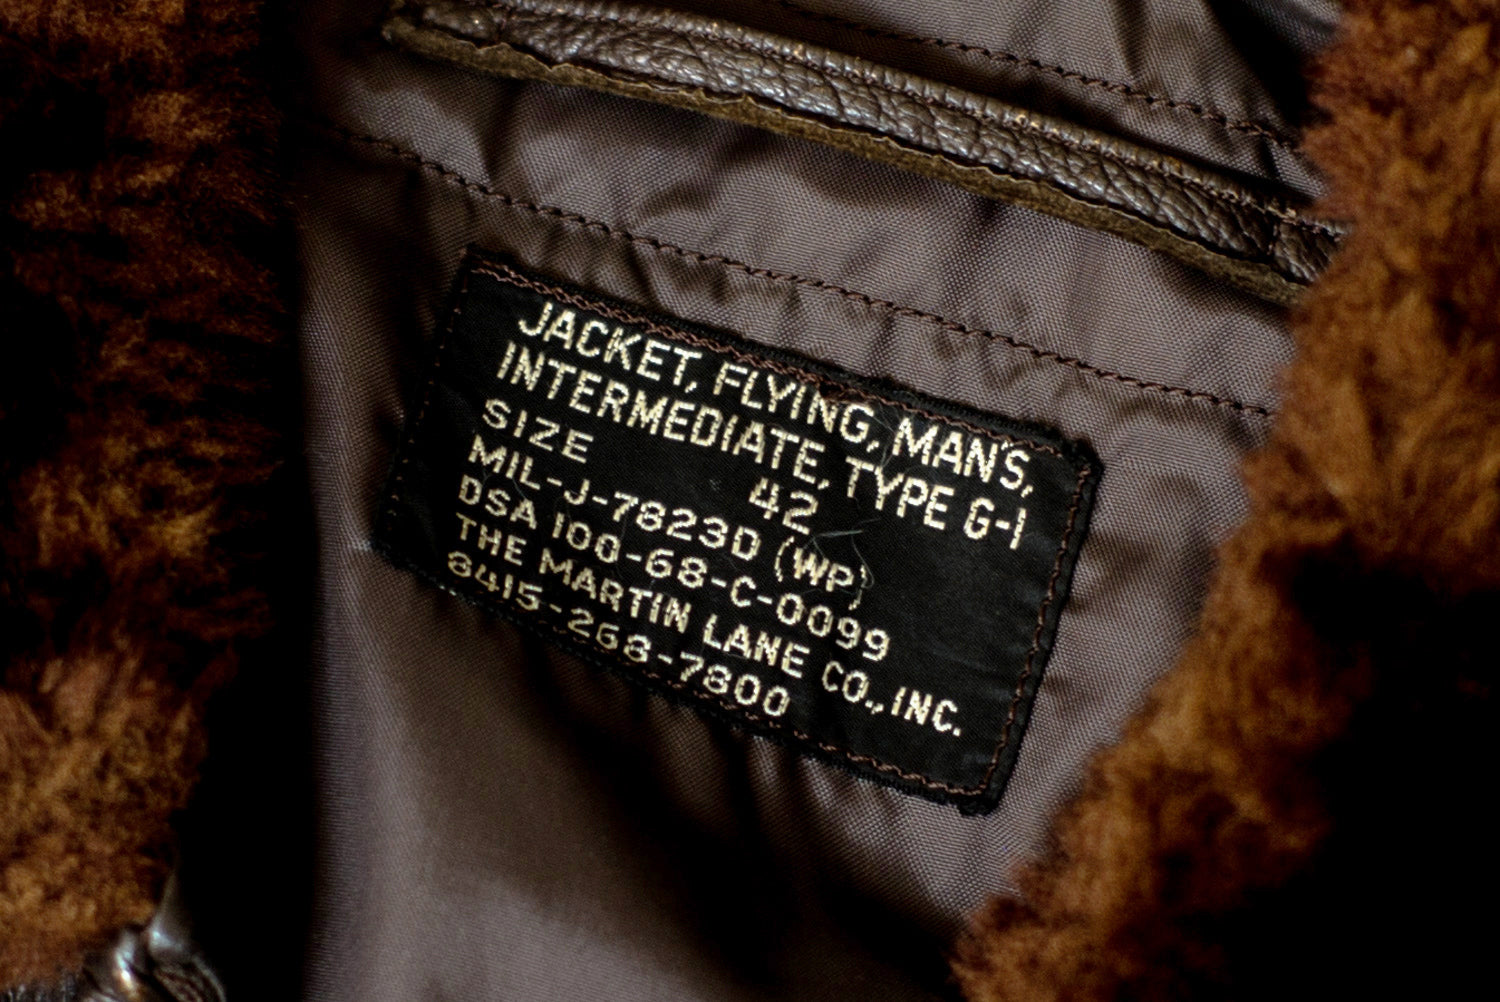 JACKET, FLYING, MAN'S,
INTERMEDIATE, TYPE G-1
SIZE 42
MIL-J-7823D (WP)
DSA 100-68-C-0099
THE MARTIN LANE CO., INC.
8415-268-7800